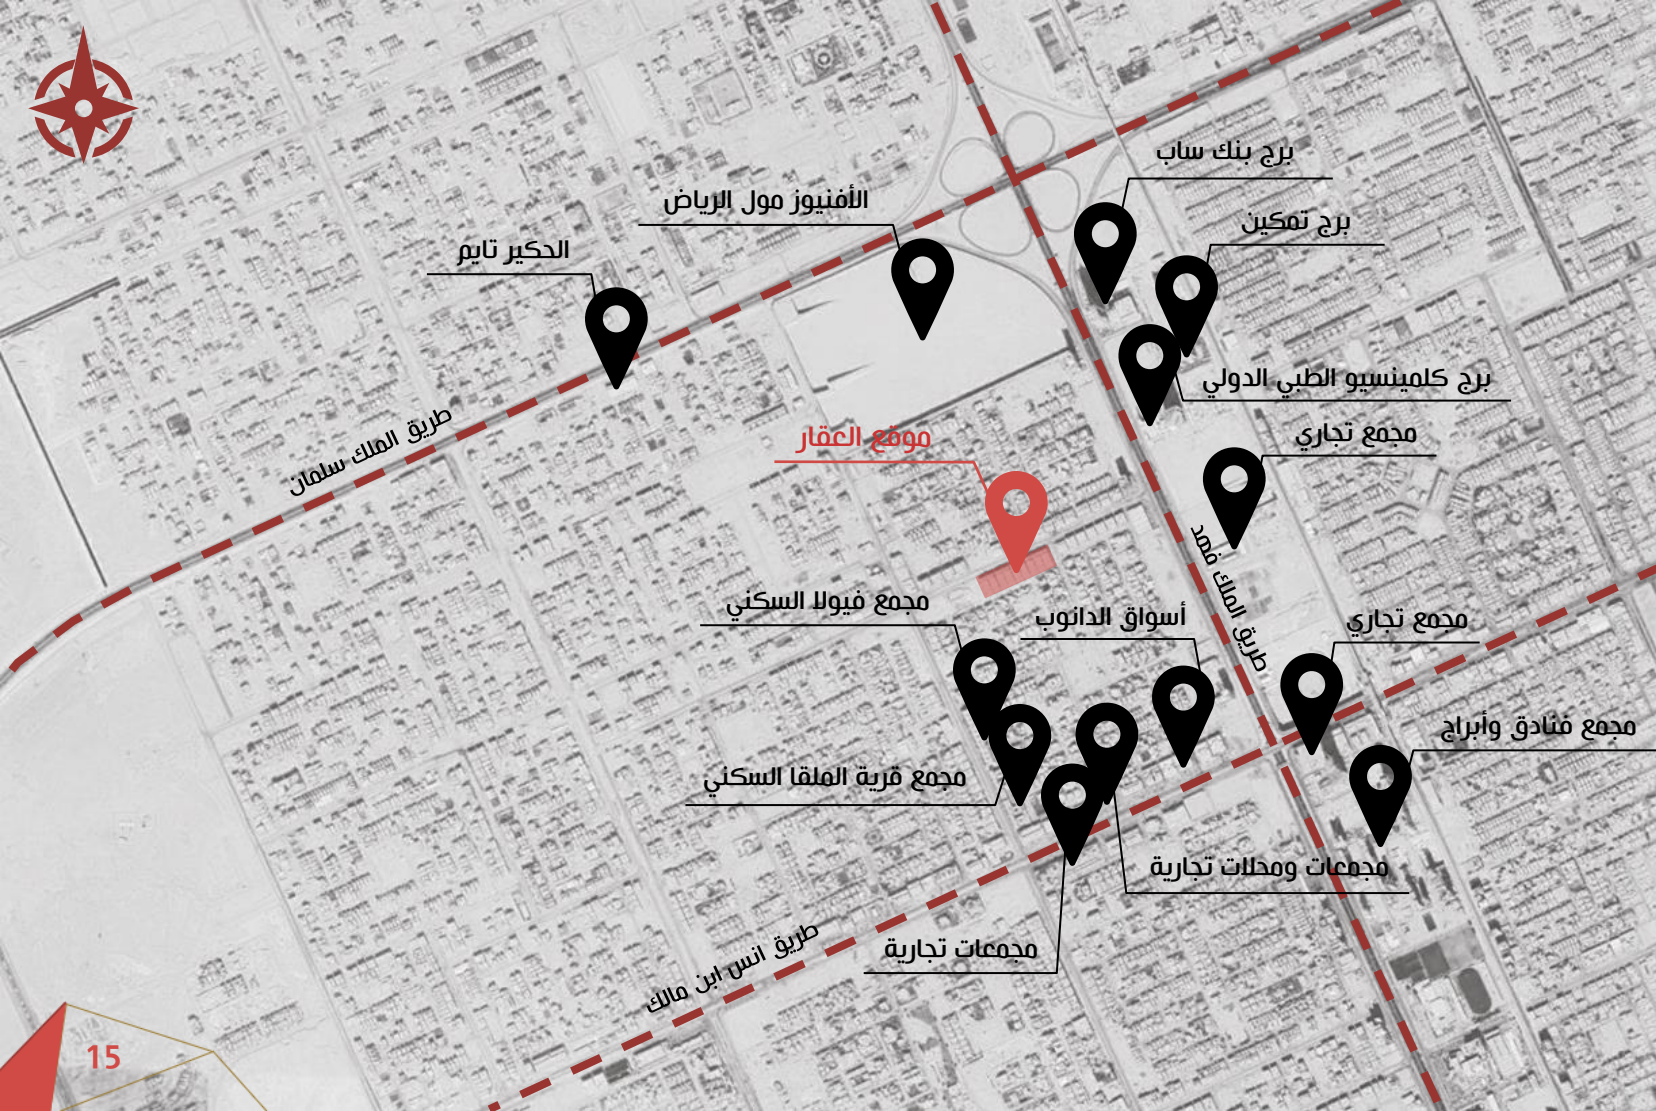 برج بنك ساب
الأفنيوز مول الرياض
برج تمكين
الحكير تايم
برج كلمينسيو الطبي الدولي
طريق الملك سلمان
موقع العقار
مجمع تجاري
طريق الملك فهد
مجمع فيولا السكني
أسواق الدانوب
مجمع تجاري
مجمع فنادق وأبراج
مجمع قرية الملقا السكني
مجمعات ومحلات تجارية
مجمعات تجارية
طريق انس ابن مالك
15